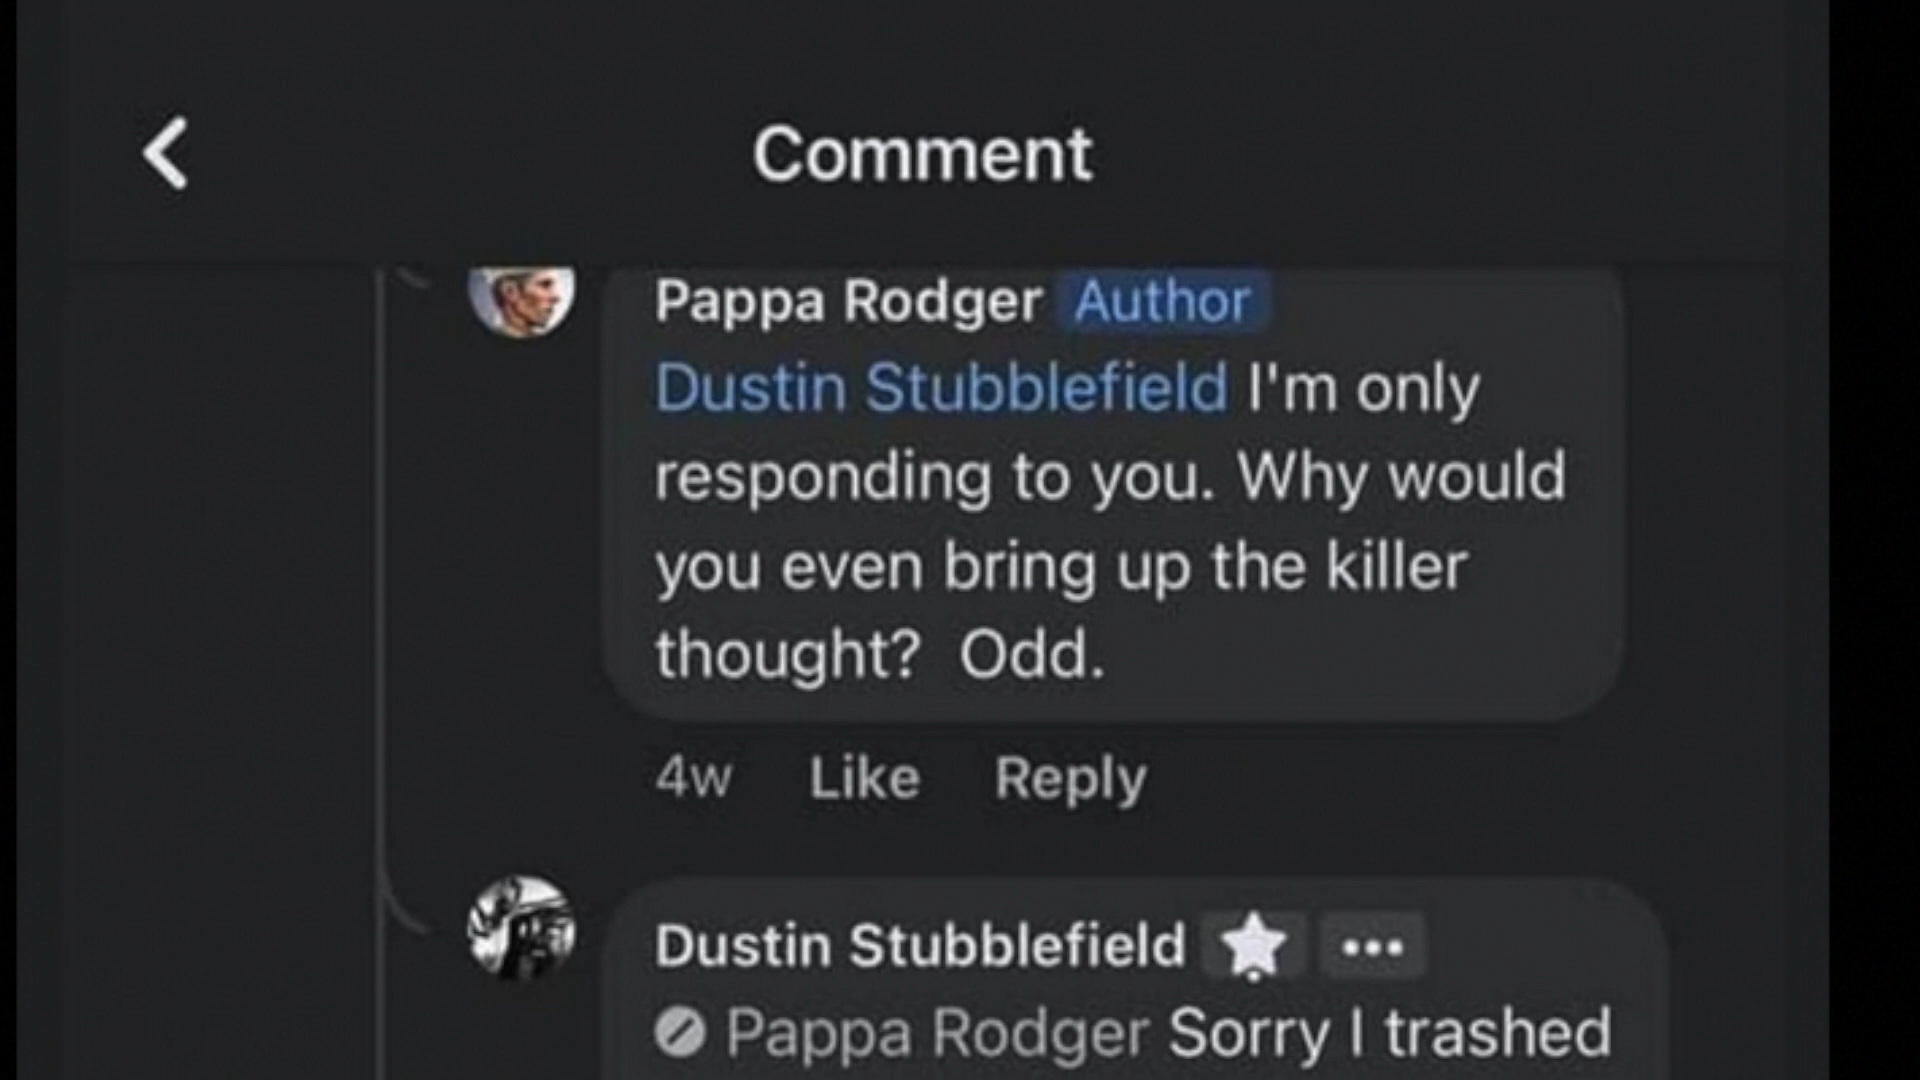 Comment
Pappa Rodger Author
Dustin Stubblefield I'm only
responding to you. Why would
you even bring up the killer
thought?  Odd.
4w Like Reply
Dustin Stubblefield
Pappa Rodger Sorry I trashed